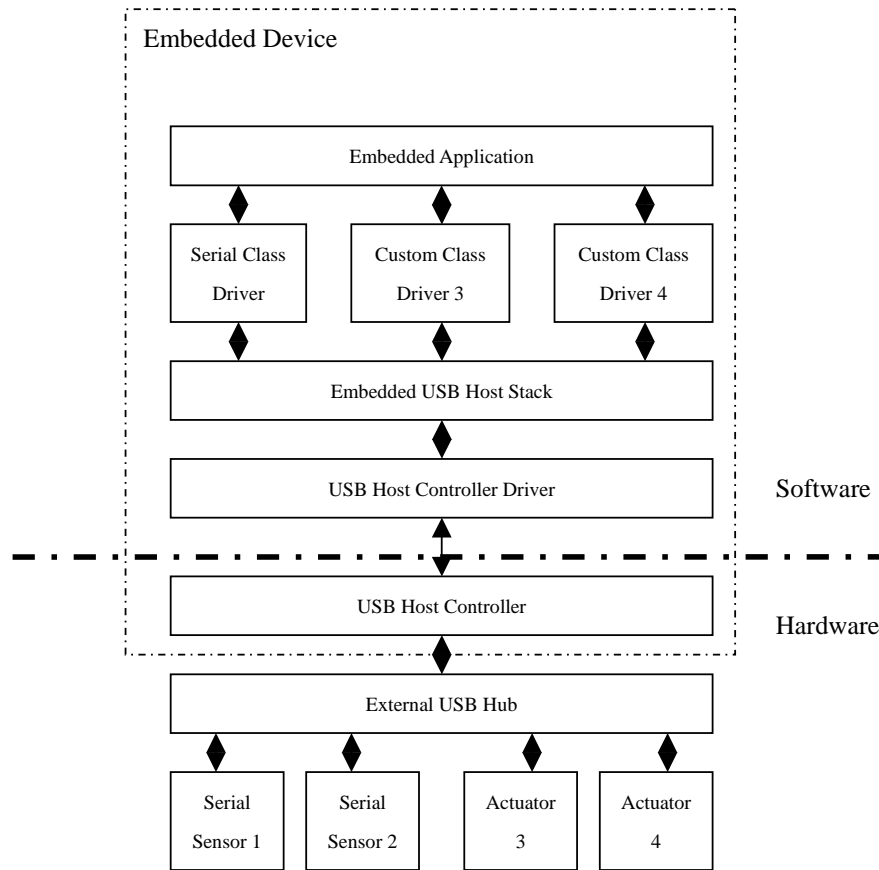 Embedded Device
Embedded Application
Serial Class
Driver
Custom Class
Driver 3
Custom Class
Driver 4
Embedded USB Host Stack
USB Host Controller Driver
Software
USB Host Controller
Hardware
External USB Hub
Serial
Sensor 1
Serial
Sensor 2
Actuator
3
Actuator
4